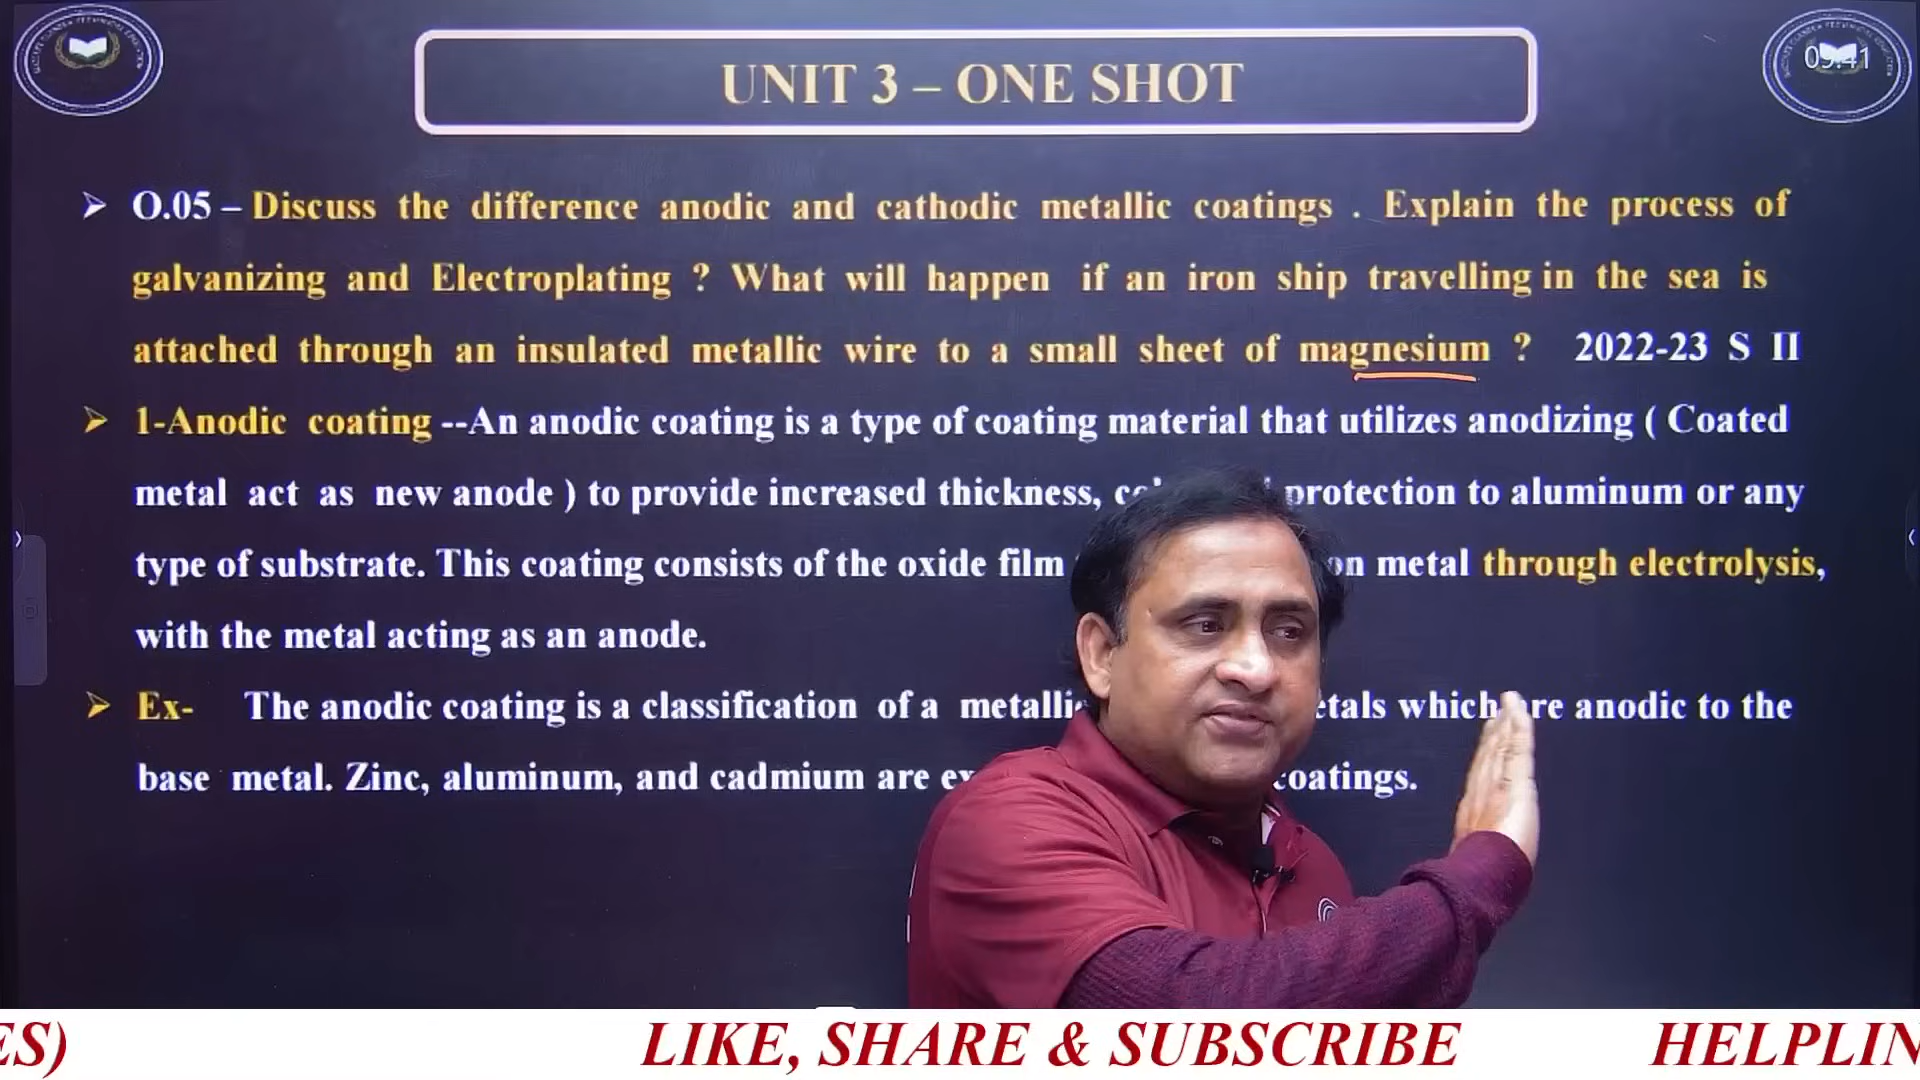 UNIT 3 – ONE SHOT
09:41
O.05 – Discuss the difference anodic and cathodic metallic coatings . Explain the process of
galvanizing and Electroplating ? What will happen if an iron ship travelling in the sea is
attached through an insulated metallic wire to a small sheet of magnesium ? 2022-23 S II
1-Anodic coating --An anodic coating is a type of coating material that utilizes anodizing ( Coated
metal act as new anode ) to provide increased thickness, protection to aluminum or any
type of substrate. This coating consists of the oxide film on metal through electrolysis,
with the metal acting as an anode.
Ex- The anodic coating is a classification of a which are anodic to the
base metal. Zinc, aluminum, and cadmium are coatings.
ES) LIKE, SHARE & SUBSCRIBE HELPLIN